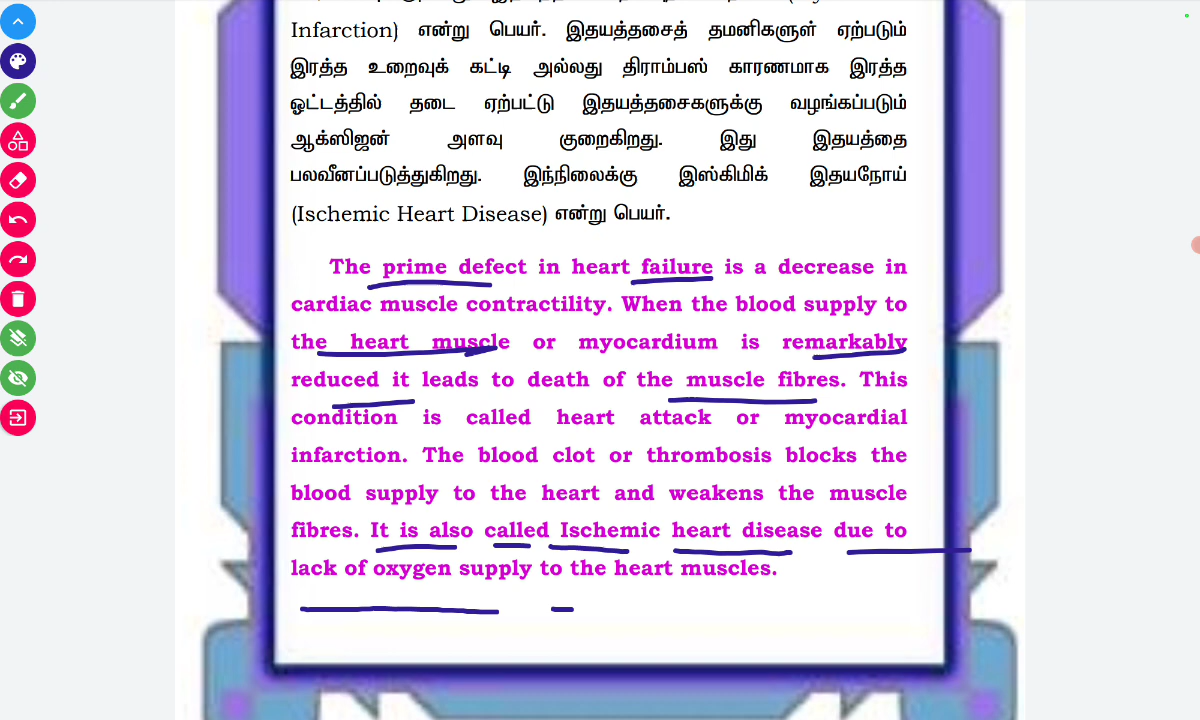 Infarction) என்று பெயர். இதயத்தசைத் தமனிகளுள் ஏற்படும்
இரத்த உறைவுக் கட்டி அல்லது திராம்பஸ் காரணமாக இரத்த
ஓட்டத்தில் தடை ஏற்பட்டு இதயத்தசைகளுக்கு வழங்கப்படும்
ஆக்ஸிஜன் அளவு குறைகிறது. இது இதயத்தை
பலவீனப்படுத்துகிறது. இந்நிலைக்கு இஸ்கிமிக் இதயநோய்
(Ischemic Heart Disease) என்று பெயர்.
The prime defect in heart failure is a decrease in
cardiac muscle contractility. When the blood supply to
the heart muscle or myocardium is remarkably
reduced it leads to death of the muscle fibres. This
condition is called heart attack or myocardial
infarction. The blood clot or thrombosis blocks the
blood supply to the heart and weakens the muscle
fibres. It is also called Ischemic heart disease due to
lack of oxygen supply to the heart muscles.